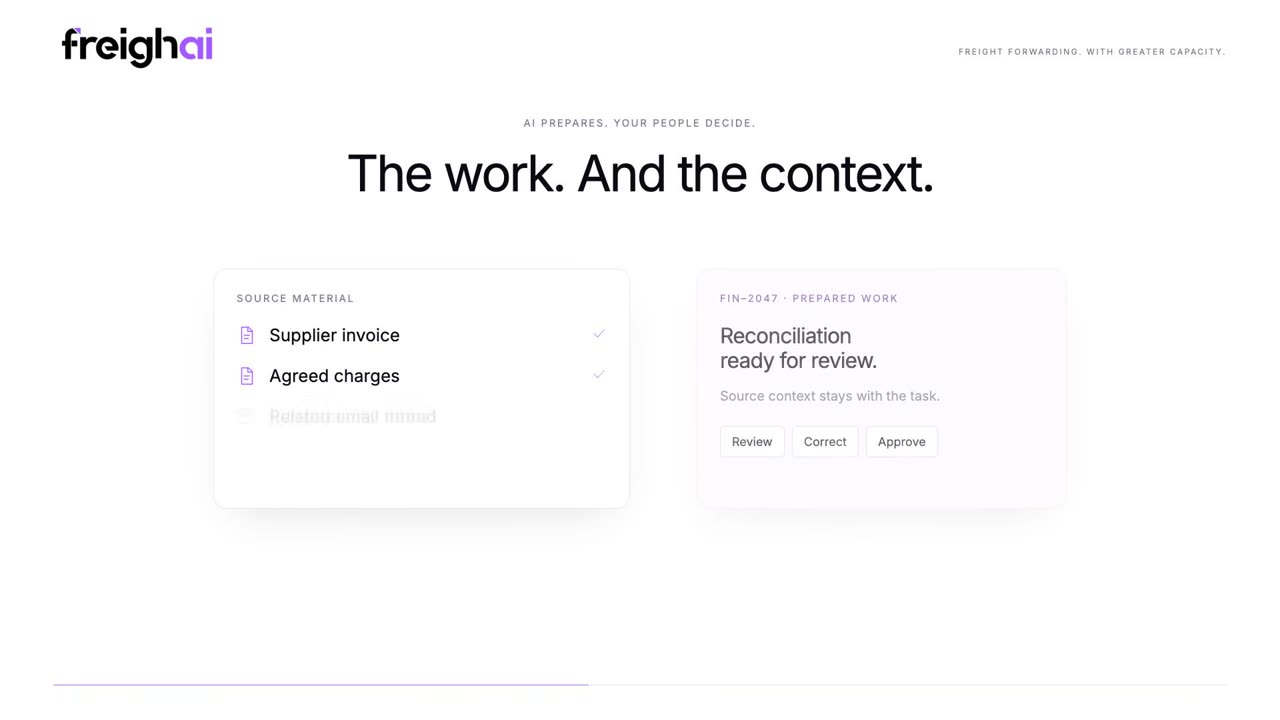 freighai
FREIGHT FORWARDING. WITH GREATER CAPACITY.
AI PREPARES. YOUR PEOPLE DECIDE.
The work. And the context.
SOURCE MATERIAL
Supplier invoice
Agreed charges
FIN–2047 · PREPARED WORK
Reconciliation
ready for review.
Source context stays with the task.
Review
Correct
Approve